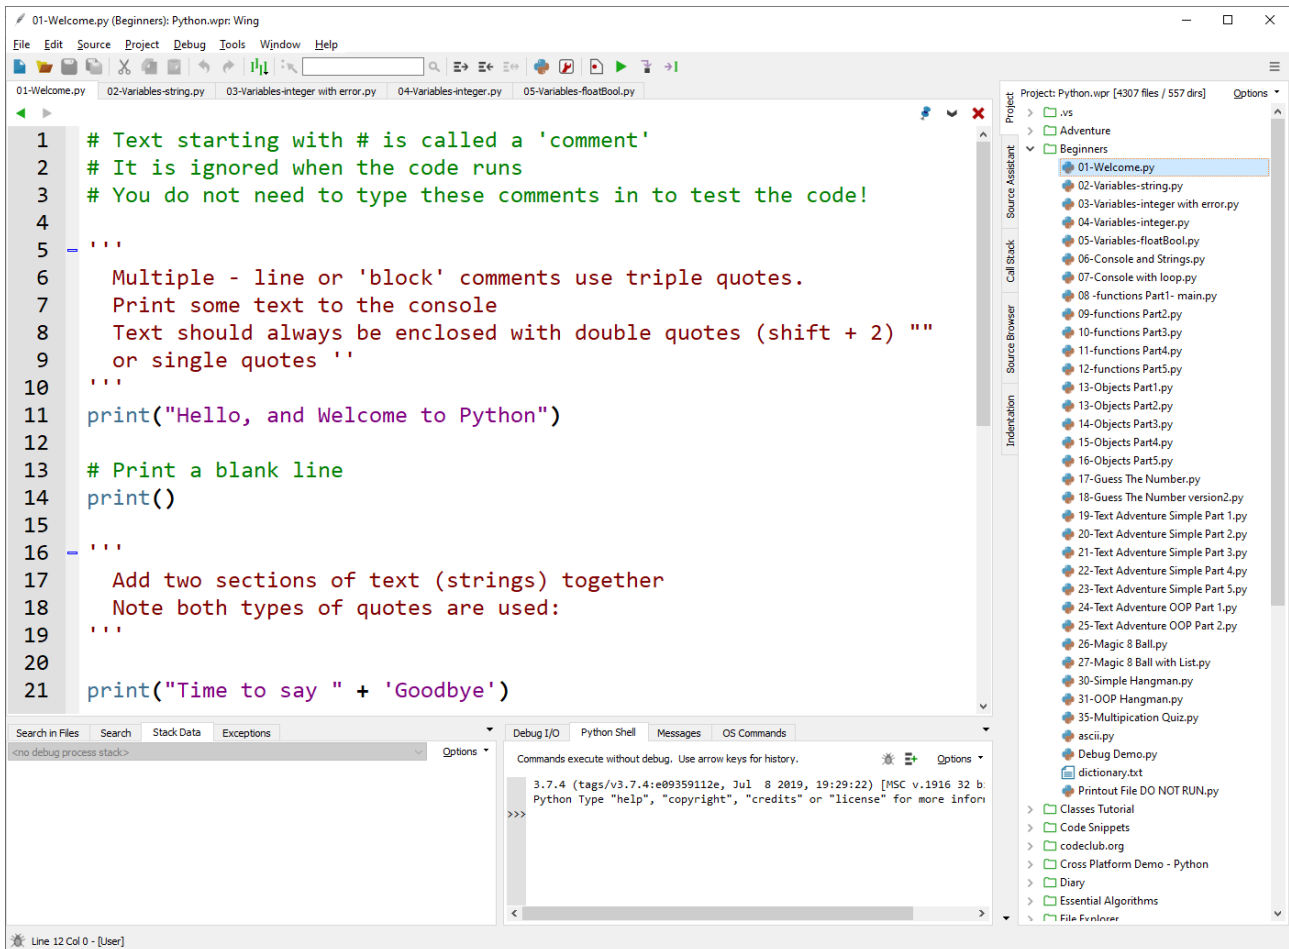 01-Welcome.py (Beginners): Python.wpr: Wing
File Edit Source Project Debug Tools Window Help
01-Welcome.py 02-Variables-string.py 03-Variables-integer with error.py 04-Variables-integer.py 05-Variables-floatBool.py
1 # Text starting with # is called a 'comment'
2 # It is ignored when the code runs
3 # You do not need to type these comments in to test the code!
4
5 '''
6 Multiple - line or 'block' comments use triple quotes.
7 Print some text to the console
8 Text should always be enclosed with double quotes (shift + 2) ""
9 or single quotes ''
10 '''
11 print("Hello, and Welcome to Python")
12
13 # Print a blank line
14 print()
15
16 '''
17 Add two sections of text (strings) together
18 Note both types of quotes are used:
19 '''
20
21 print("Time to say " + 'Goodbye')
Search in Files Search Stack Data Exceptions
<no debug process stack> Options
Debug I/O Python Shell Messages OS Commands
Commands execute without debug. Use arrow keys for history. Options
3.7.4 (tags/v3.7.4:e09359112e, Jul 8 2019, 19:29:22) [MSC v.1916 32 b
Python Type "help", "copyright", "credits" or "license" for more infor
>>>
Project
Source Assistant
Call Stack
Source Browser
Indentation
Project: Python.wpr [4307 files / 557 dirs] Options
.vs
Adventure
Beginners
01-Welcome.py
02-Variables-string.py
03-Variables-integer with error.py
04-Variables-integer.py
05-Variables-floatBool.py
06-Console and Strings.py
07-Console with loop.py
08 -functions Part1- main.py
09-functions Part2.py
10-functions Part3.py
11-functions Part4.py
12-functions Part5.py
13-Objects Part1.py
13-Objects Part2.py
14-Objects Part3.py
15-Objects Part4.py
16-Objects Part5.py
17-Guess The Number.py
18-Guess The Number version2.py
19-Text Adventure Simple Part 1.py
20-Text Adventure Simple Part 2.py
21-Text Adventure Simple Part 3.py
22-Text Adventure Simple Part 4.py
23-Text Adventure Simple Part 5.py
24-Text Adventure OOP Part 1.py
25-Text Adventure OOP Part 2.py
26-Magic 8 Ball.py
27-Magic 8 Ball with List.py
30-Simple Hangman.py
31-OOP Hangman.py
35-Multipication Quiz.py
ascii.py
Debug Demo.py
dictionary.txt
Printout File DO NOT RUN.py
Classes Tutorial
Code Snippets
codeclub.org
Cross Platform Demo - Python
Diary
Essential Algorithms
File Explorer
Line 12 Col 0 - [User]